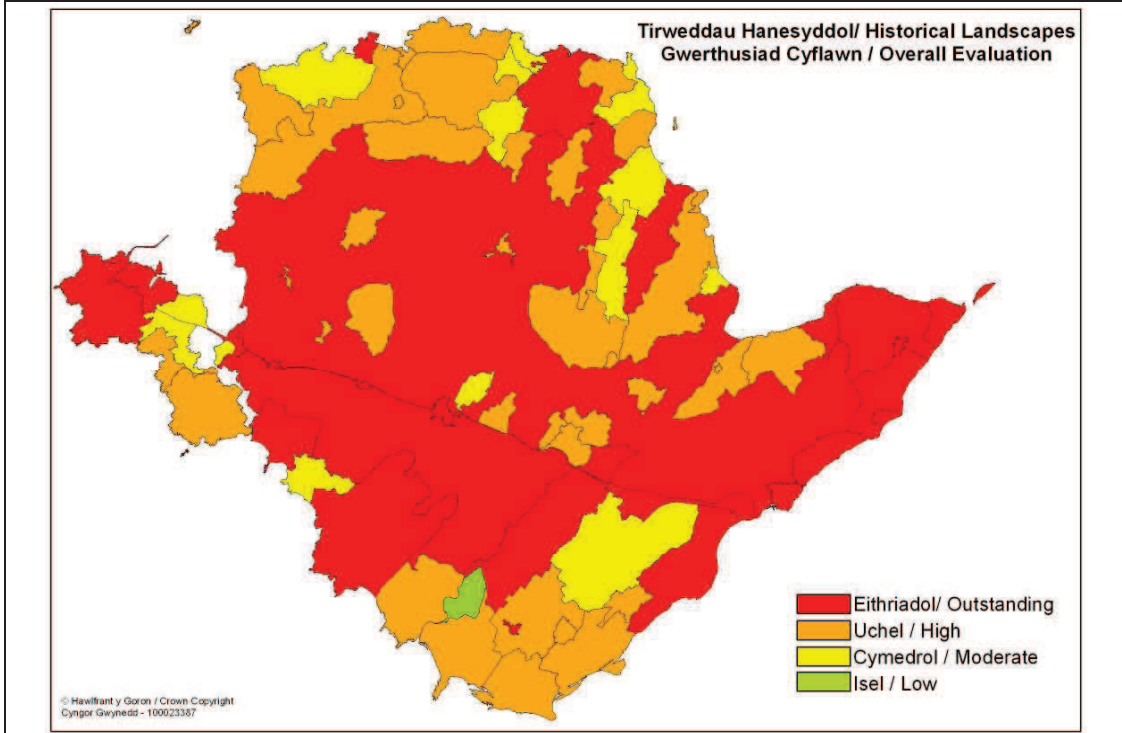 Tirweddau Hanesyddol/ Historical Landscapes
Gwerthusiad Cyflawn / Overall Evaluation
Eithriadol/ Outstanding
Uchel / High
Cymedrol / Moderate
Isel / Low
© Hawlfraint y Goron / Crown Copyright
Cyngor Gwynedd - 100023387